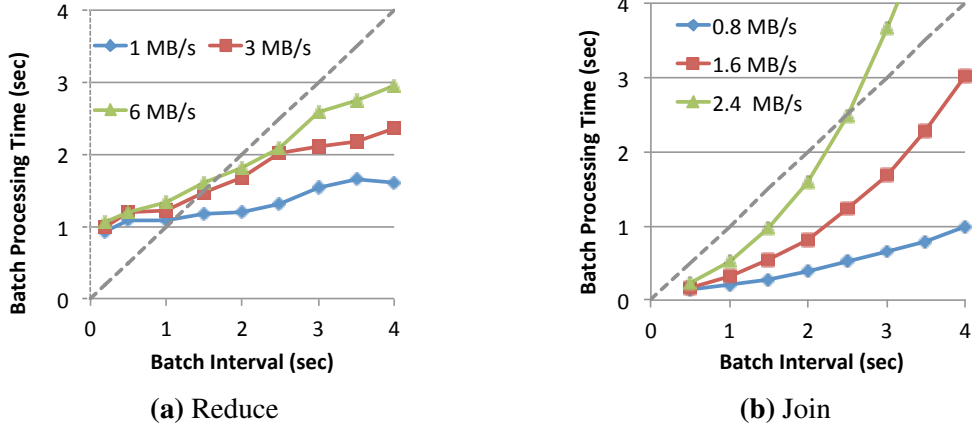 Batch Processing Time (sec)
4
3
2
1
0
1 MB/s
3 MB/s
6 MB/s
0 1 2 3 4
Batch Interval (sec)
(a) Reduce
Batch Processing Time (sec)
4
3
2
1
0
0.8 MB/s
1.6 MB/s
2.4 MB/s
0 1 2 3 4
Batch Interval (sec)
(b) Join